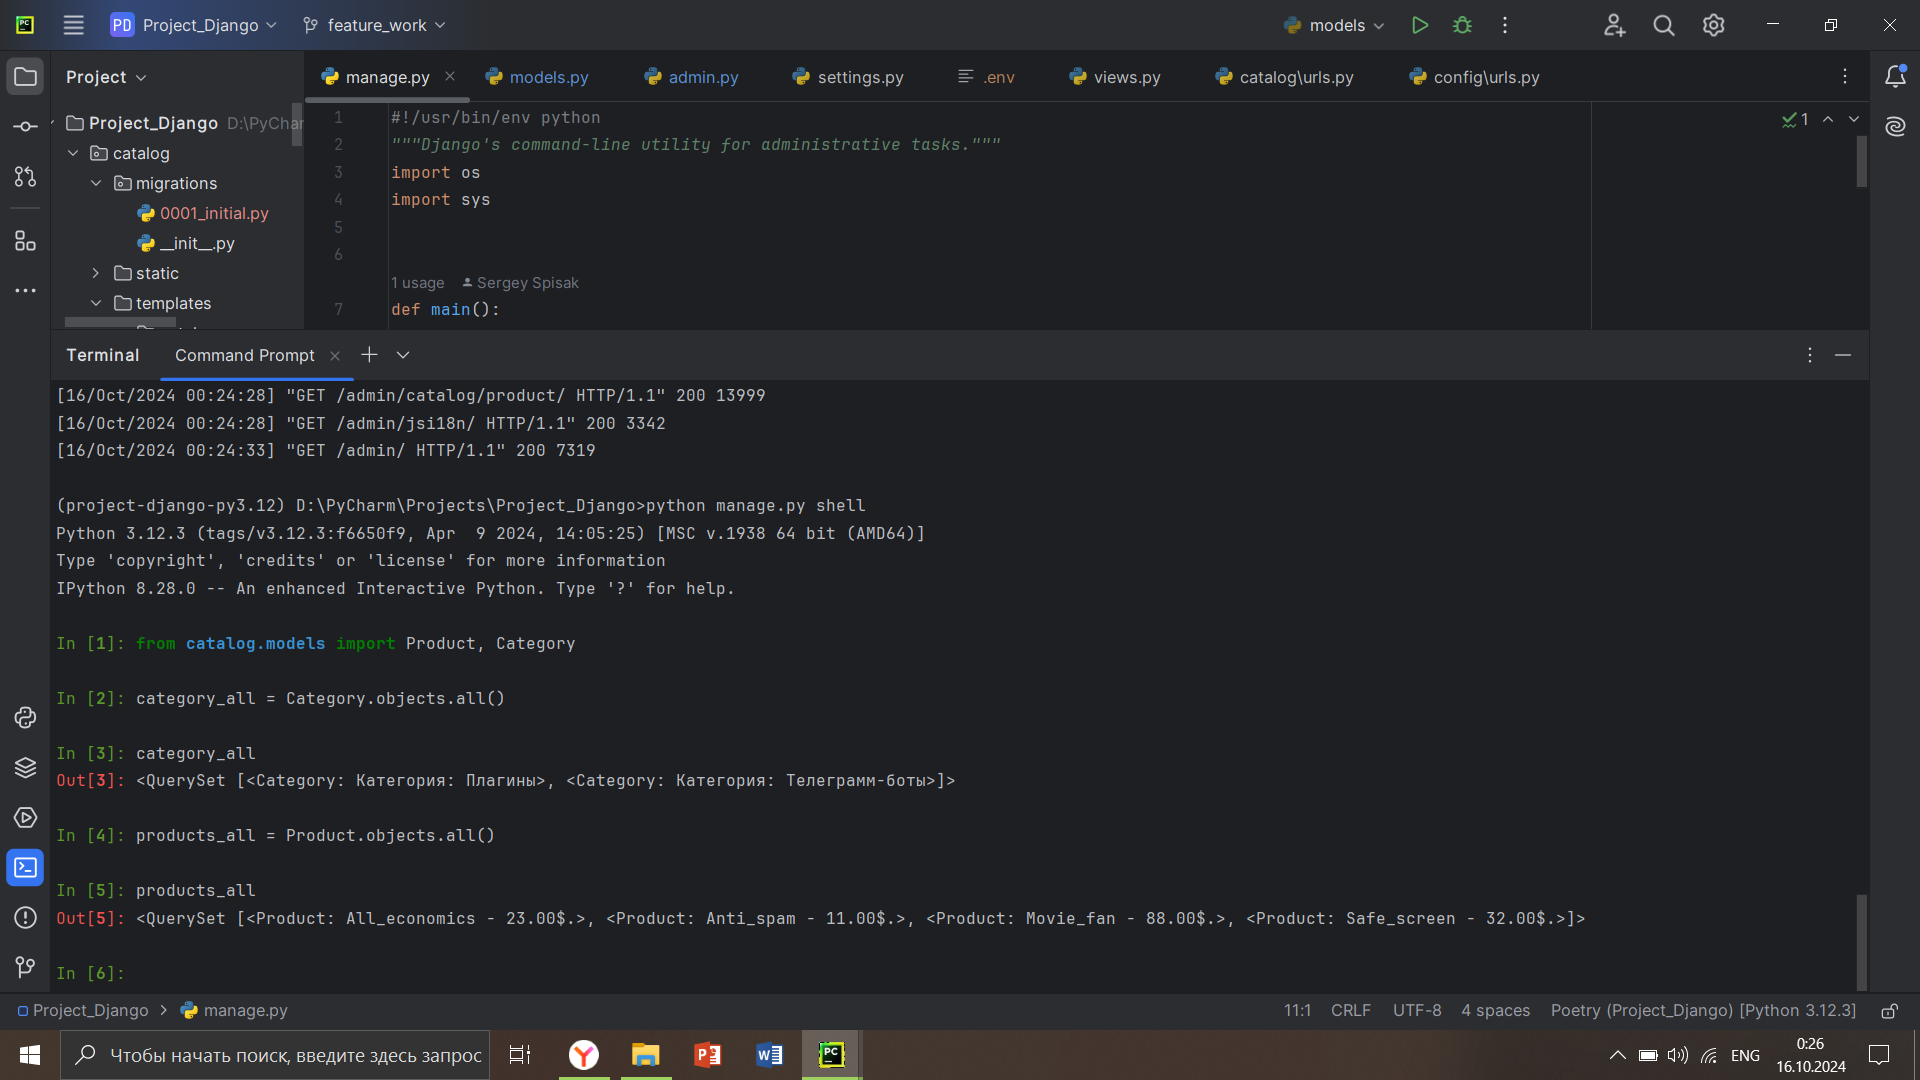 PC
PD Project_Django feature_work models
Project manage.py models.py admin.py settings.py .env views.py catalog\urls.py config\urls.py
Project_Django D:\PyChar
catalog
migrations
0001_initial.py
__init__.py
static
templates
1 #!/usr/bin/env python
2 """Django's command-line utility for administrative tasks."""
3 import os
4 import sys
5
6
1 usage Sergey Spisak
7 def main():
1
Terminal Command Prompt
[16/Oct/2024 00:24:28] "GET /admin/catalog/product/ HTTP/1.1" 200 13999
[16/Oct/2024 00:24:28] "GET /admin/jsi18n/ HTTP/1.1" 200 3342
[16/Oct/2024 00:24:33] "GET /admin/ HTTP/1.1" 200 7319
(project-django-py3.12) D:\PyCharm\Projects\Project_Django>python manage.py shell
Python 3.12.3 (tags/v3.12.3:f6650f9, Apr  9 2024, 14:05:25) [MSC v.1938 64 bit (AMD64)]
Type 'copyright', 'credits' or 'license' for more information
IPython 8.28.0 -- An enhanced Interactive Python. Type '?' for help.
In [1]: from catalog.models import Product, Category
In [2]: category_all = Category.objects.all()
In [3]: category_all
Out[3]: <QuerySet [<Category: Категория: Плагины>, <Category: Категория: Телеграмм-боты>]>
In [4]: products_all = Product.objects.all()
In [5]: products_all
Out[5]: <QuerySet [<Product: All_economics - 23.00$.>, <Product: Anti_spam - 11.00$.>, <Product: Movie_fan - 88.00$.>, <Product: Safe_screen - 32.00$.>]>
In [6]:
Project_Django > manage.py 11:1 CRLF UTF-8 4 spaces Poetry (Project_Django) [Python 3.12.3]
Чтобы начать поиск, введите здесь запрос ENG 0:26
16.10.2024